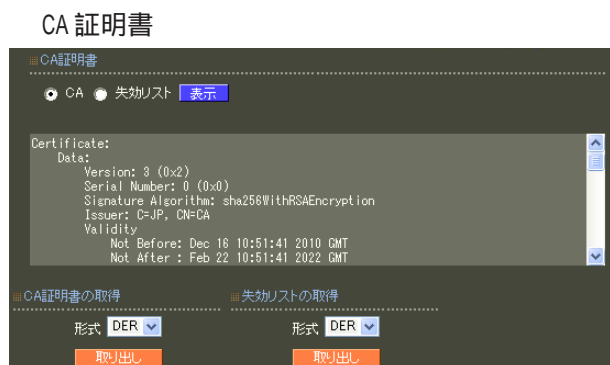 CA 証明書
CA証明書
CA 失効リスト 表示
Certificate:
Data:
Version: 3 (0x2)
Serial Number: 0 (0x0)
Signature Algorithm: sha256WithRSAEncryption
Issuer: C=JP, CN=CA
Validity
Not Before: Dec 16 10:51:41 2010 GMT
Not After : Feb 22 10:51:41 2022 GMT
CA証明書の取得 失効リストの取得
形式 DER 形式 DER
取り出し 取り出し